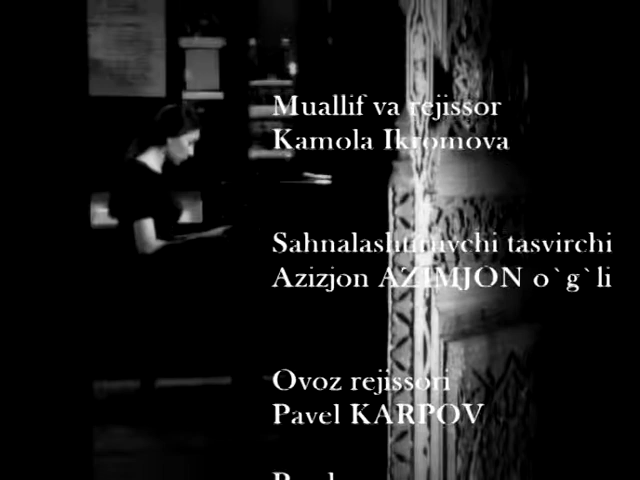 Muallif va rejissor
Kamola Ikromova
Sahnalashtiruvchi tasvirchi
Azizjon AZIMJON o`g`li
Ovoz rejissori
Pavel KARPOV